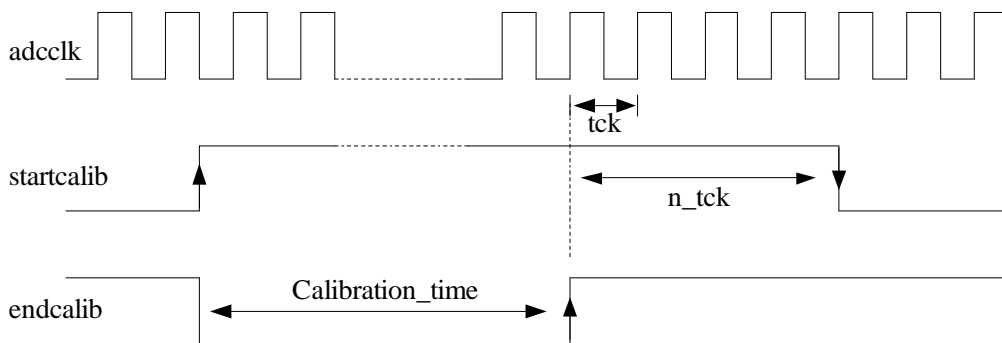 adcclk
tck
startcalib
n_tck
Calibration_time
endcalib